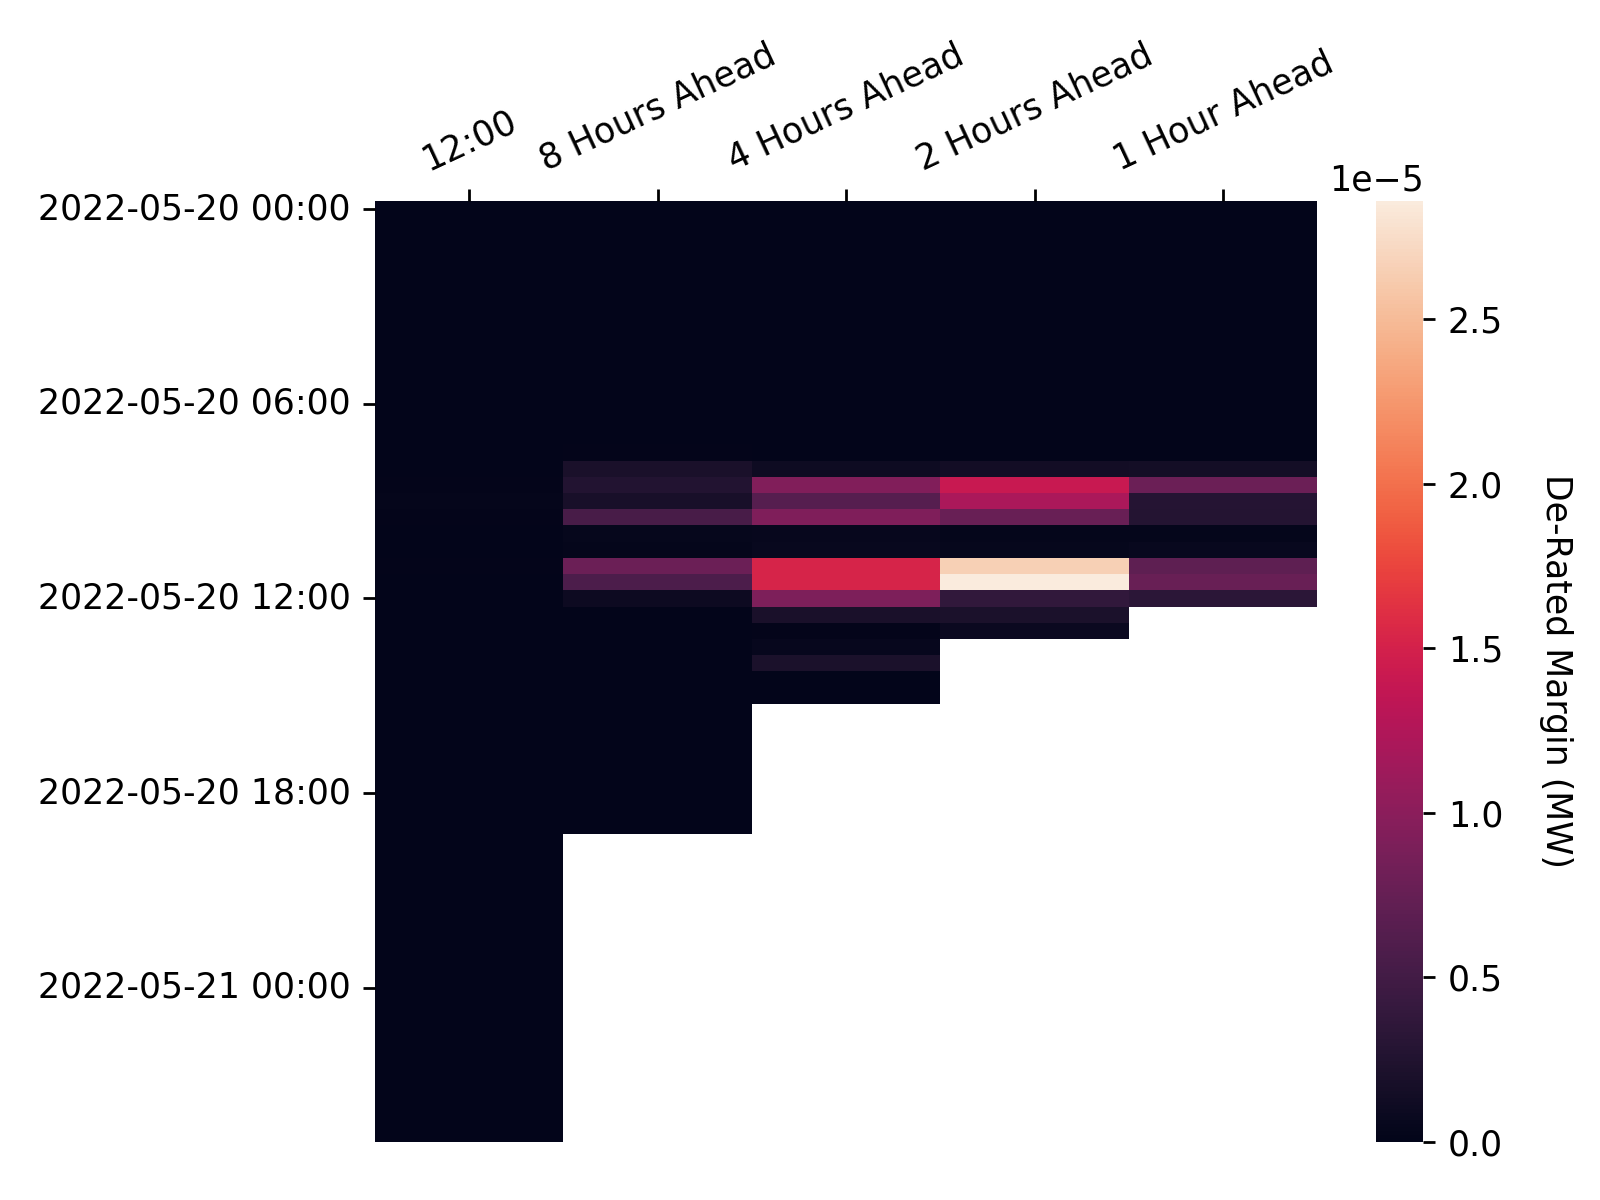 12:00
8 Hours Ahead
4 Hours Ahead
2 Hours Ahead
1 Hour Ahead
1e−5
2022-05-20 00:00
2022-05-20 06:00
2022-05-20 12:00
2022-05-20 18:00
2022-05-21 00:00
2.5
2.0
1.5
1.0
0.5
0.0
De-Rated Margin (MW)